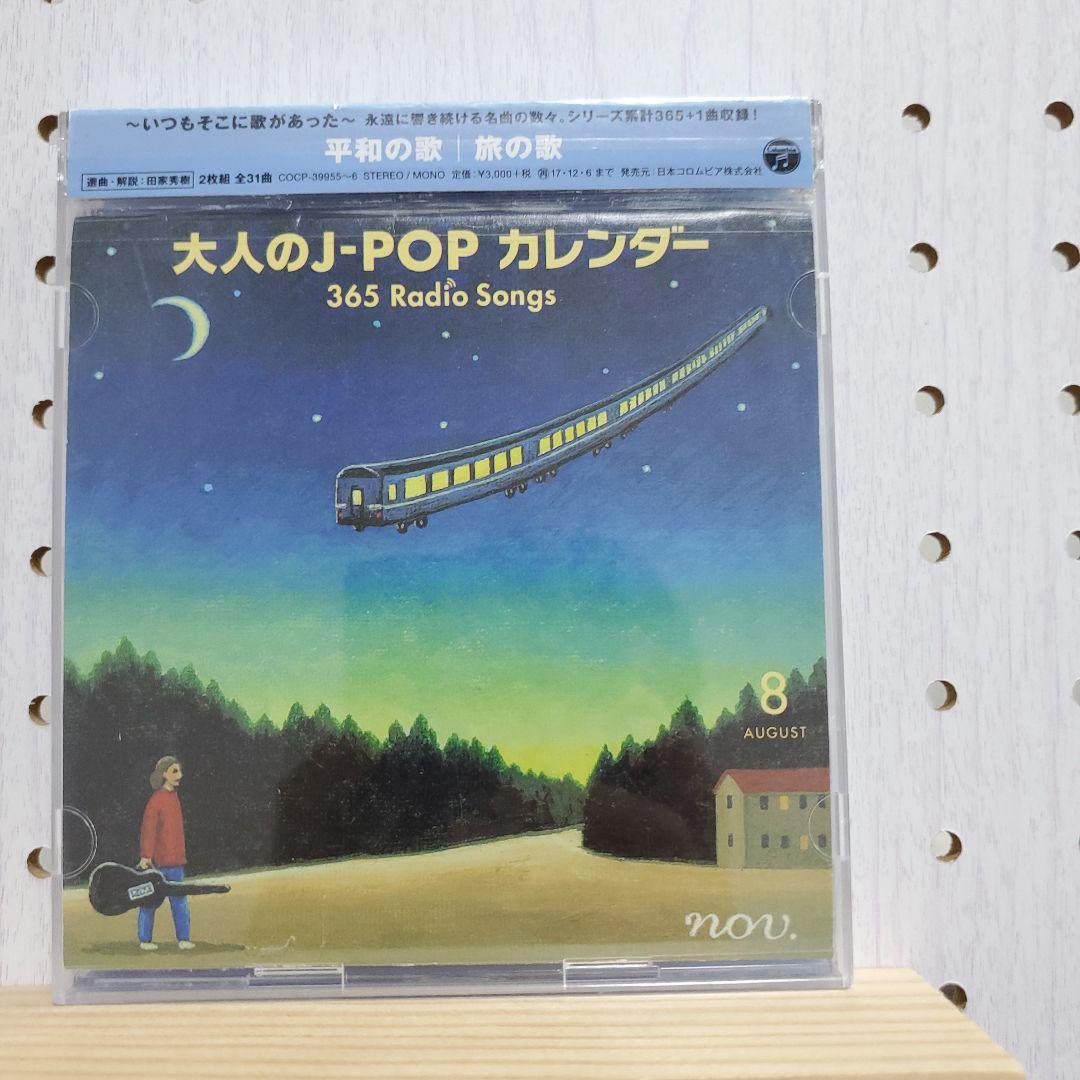 ～いつもそこに歌があった～ 永遠に響き続ける名曲の数々。シリーズ累計365+1曲収録！
平和の歌｜旅の歌
Columbia
選曲・解説：田家秀樹 2枚組 全31曲 COCP-39955～6 STEREO / MONO 定価：¥3,000+税 ㋐17・12・6 まで 発売元：日本コロムビア株式会社
大人のJ-POP カレンダー
365 Radio Songs
8
AUGUST
nov.